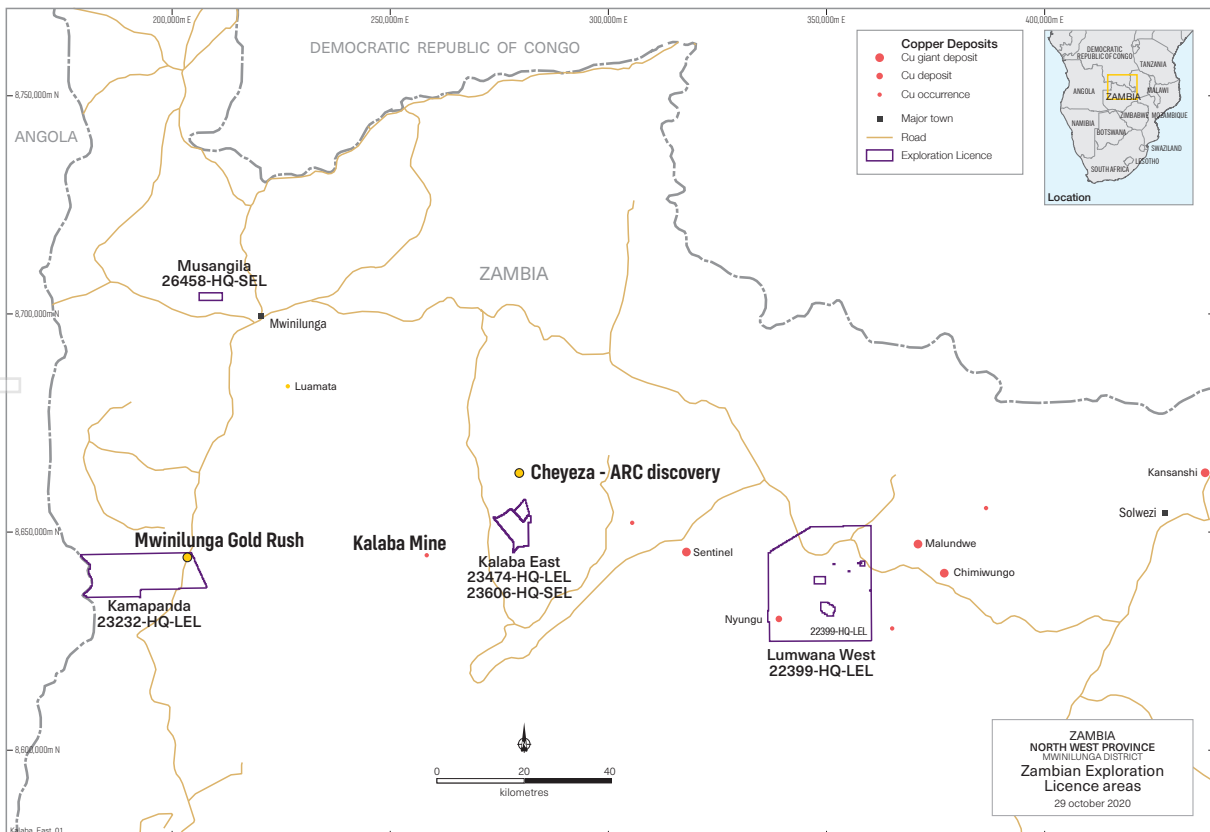 200,000m E
250,000m E
300,000m E
350,000m E
400,000m E
DEMOCRATIC REPUBLIC OF CONGO
8,750,000m N
ANGOLA
Copper Deposits
Cu giant deposit
Cu deposit
Cu occurrence
Major town
Road
Exploration Licence
DEMOCRATIC
REPUBLIC OF CONGO
TANZANIA
ANGOLA
MALAWI
ZAMBIA
ZIMBABWE
MOZAMBIQUE
NAMIBIA
BOTSWANA
SWAZILAND
LESOTHO
SOUTH AFRICA
Location
Musangila
26458-HQ-SEL
ZAMBIA
8,700,000m N
Mwinilunga
Luamata
Cheyeza - ARC discovery
Kansanshi
Solwezi
8,650,000m N
Mwinilunga Gold Rush
Kalaba Mine
Sentinel
Malundwe
Kalaba East
23474-HQ-LEL
23606-HQ-SEL
Chimiwungo
Kamapanda
23232-HQ-LEL
Nyungu
22399-HQ-LEL
Lumwana West
22399-HQ-LEL
8,600,000m N
0 20 40
kilometres
ZAMBIA
NORTH WEST PROVINCE
MWINILUNGA DISTRICT
Zambian Exploration
Licence areas
29 october 2020
Kalaba_East_01